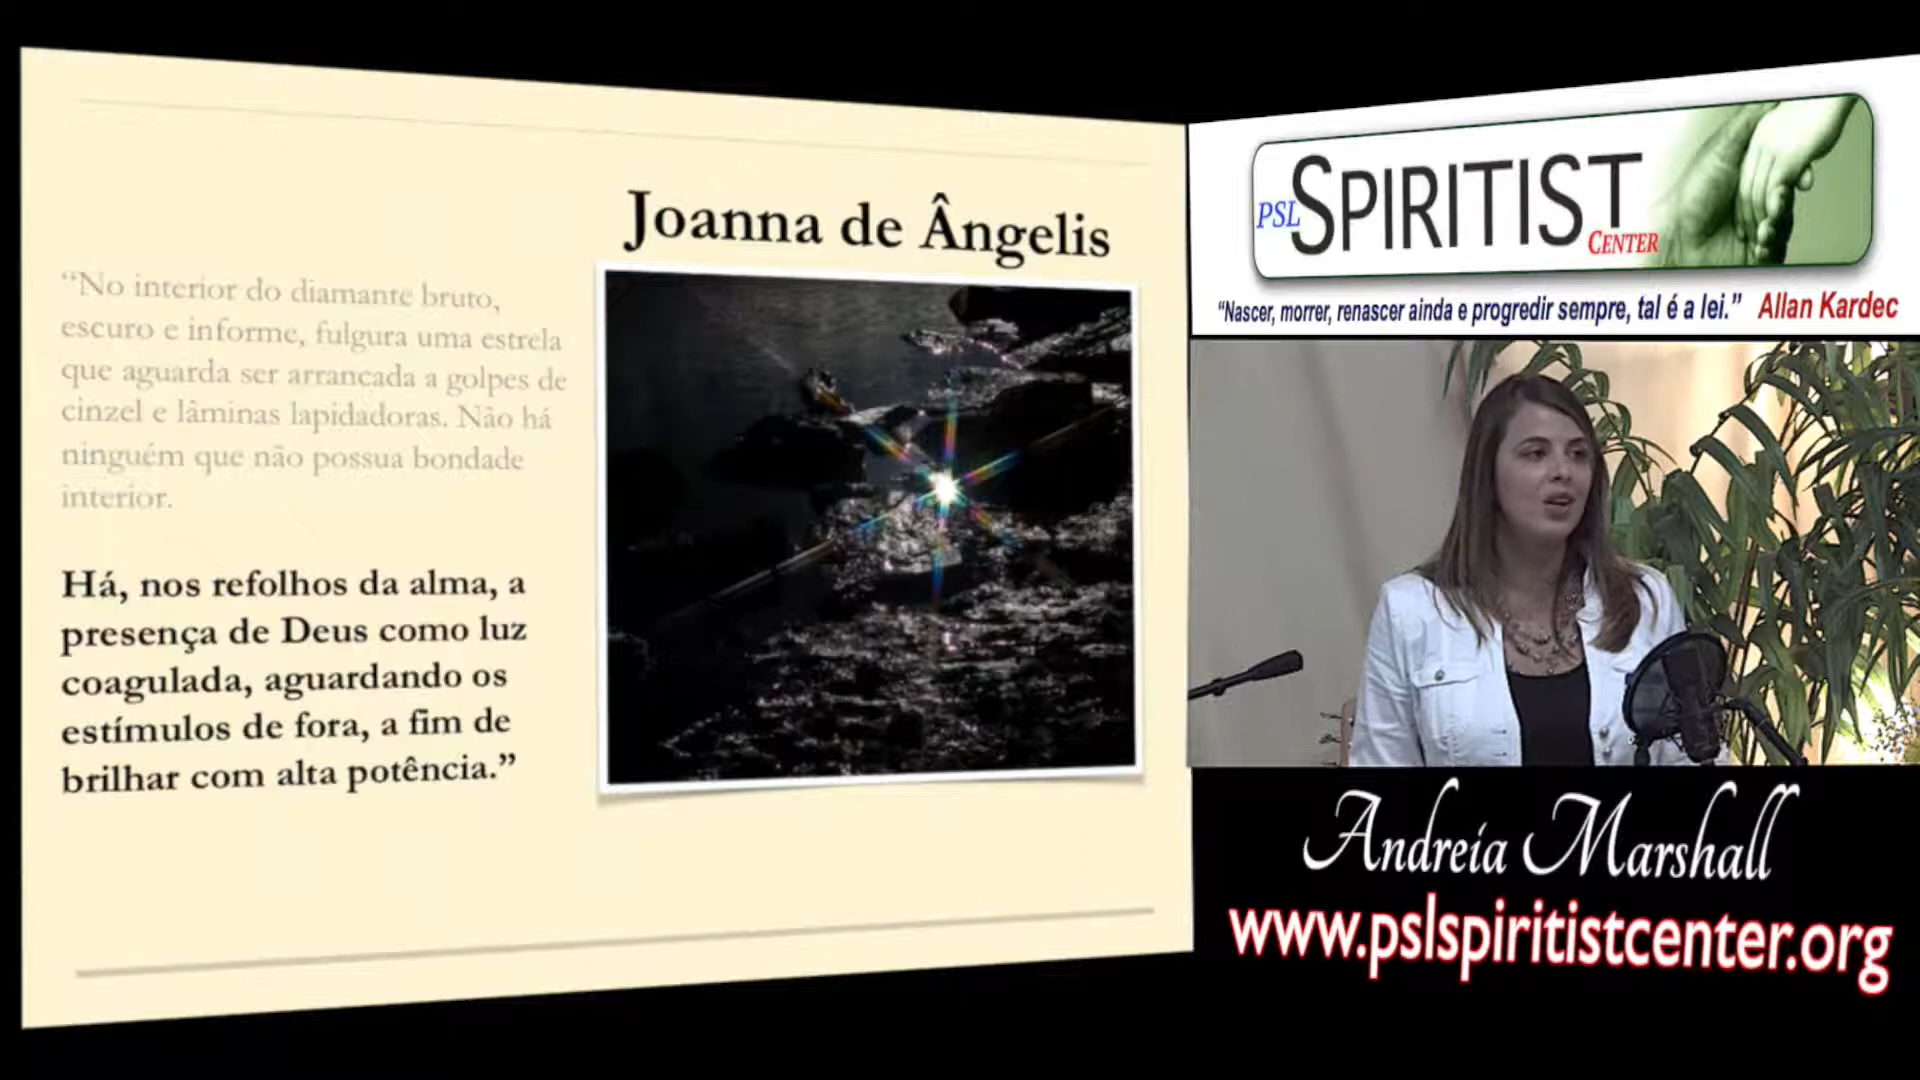 Joanna de Ângelis
“No interior do diamante bruto,
escuro e informe, fulgura uma estrela
que aguarda ser arrancada a golpes de
cinzel e lâminas lapidadoras. Não há
ninguém que não possua bondade
interior.
Há, nos refolhos da alma, a
presença de Deus como luz
coagulada, aguardando os
estímulos de fora, a fim de
brilhar com alta potência.”
PSL SPIRITIST
CENTER
“Nascer, morrer, renascer ainda e progredir sempre, tal é a lei.” Allan Kardec
Andreia Marshall
www.pslspiritistcenter.org